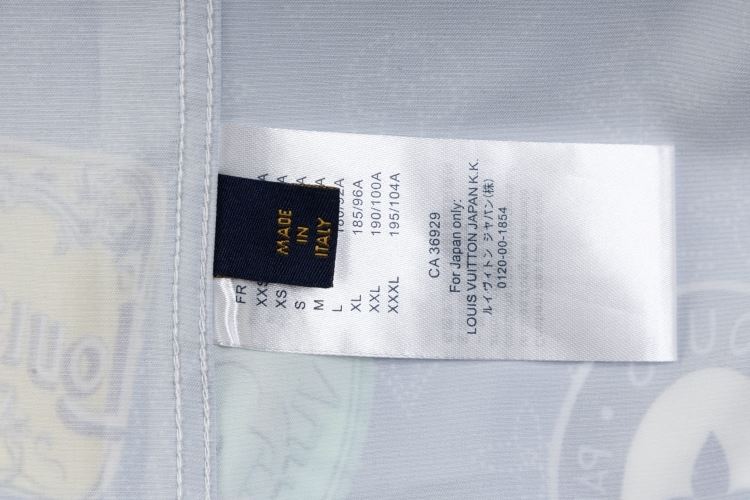 MADE
IN
ITALY
FR
XXS
XS
S
M
L
XL 185/96A
XXL 190/100A
XXXL 195/104A
CA 36929
For Japan only:
LOUIS VUITTON JAPAN K.K.
ルイ ヴィトン ジャパン(株)
0120-00-1854